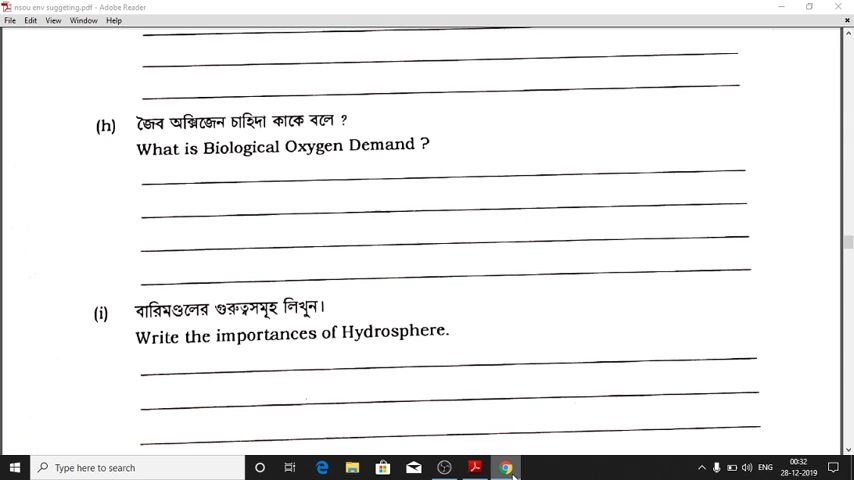 nsou env suggeting.pdf - Adobe Reader
File Edit View Window Help
(h) জৈব অক্সিজেন চাহিদা কাকে বলে ?
What is Biological Oxygen Demand ?
(i) বারিমণ্ডলের গুরুত্বসমূহ লিখুন।
Write the importances of Hydrosphere.
Type here to search
ENG
00:32
28-12-2019